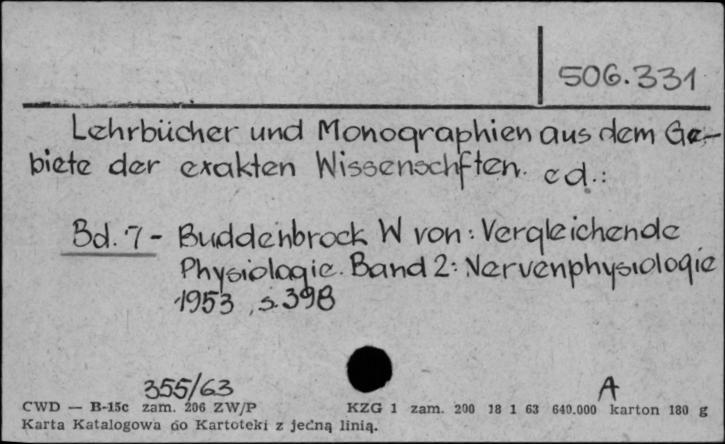 506.331
Lehrbücher und Monographien aus dem Ge-
biete der exakten Wissenschften. cd.:
Bd. 7 - Buddenbrock W von: Vergleichende
Physiologie. Band 2: Nervenphysiologie
1953, s. 398
355/63
A
CWD — B-15c zam. 206 ZW/P KZG 1 zam. 200 18 1 63 640.000 karton 180 g
Karta Katalogowa do Kartoteki z jedną linią.